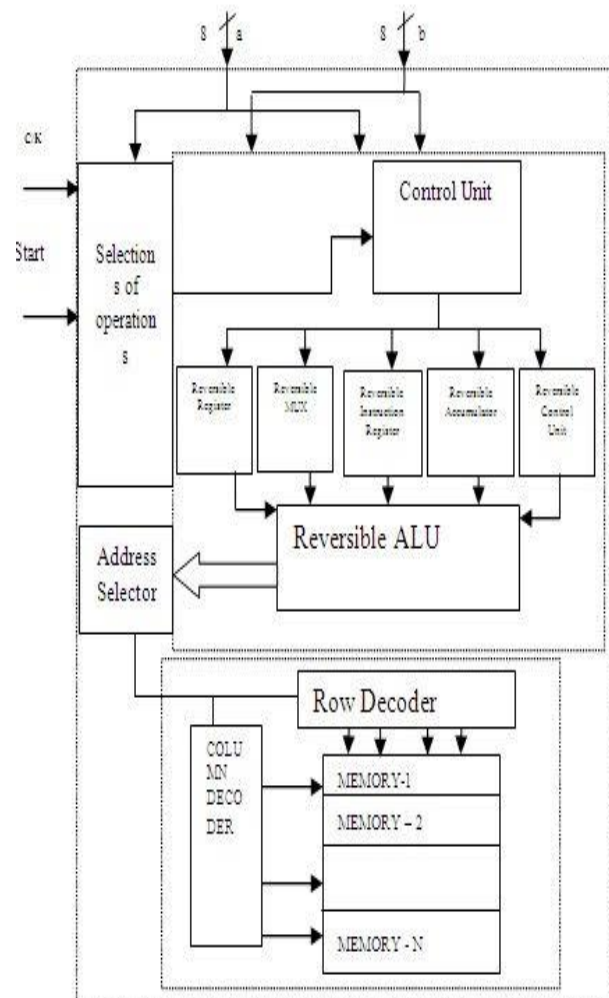 8 a
8 b
CK
Start
Selection
s of
operation
s
Control Unit
Reversible
Register
Reversible
MUX
Reversible
Instruction
Register
Reversible
Accumulator
Reversible
Control
Unit
Reversible ALU
Address
Selector
Row Decoder
COLU
MN
DECO
DER
MEMORY-1
MEMORY – 2
MEMORY - N